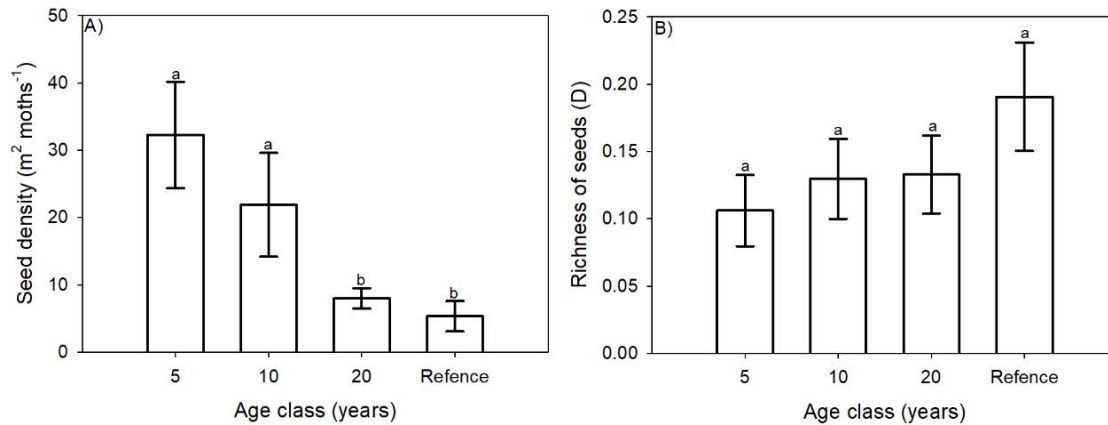 A)
Seed density (m² moths⁻¹)
50
40
30
20
10
0
a
a
b
b
5 10 20 Refence
Age class (years)
B)
Richness of seeds (D)
0.25
0.20
0.15
0.10
0.05
0.00
a
a
a
a
5 10 20 Refence
Age class (years)